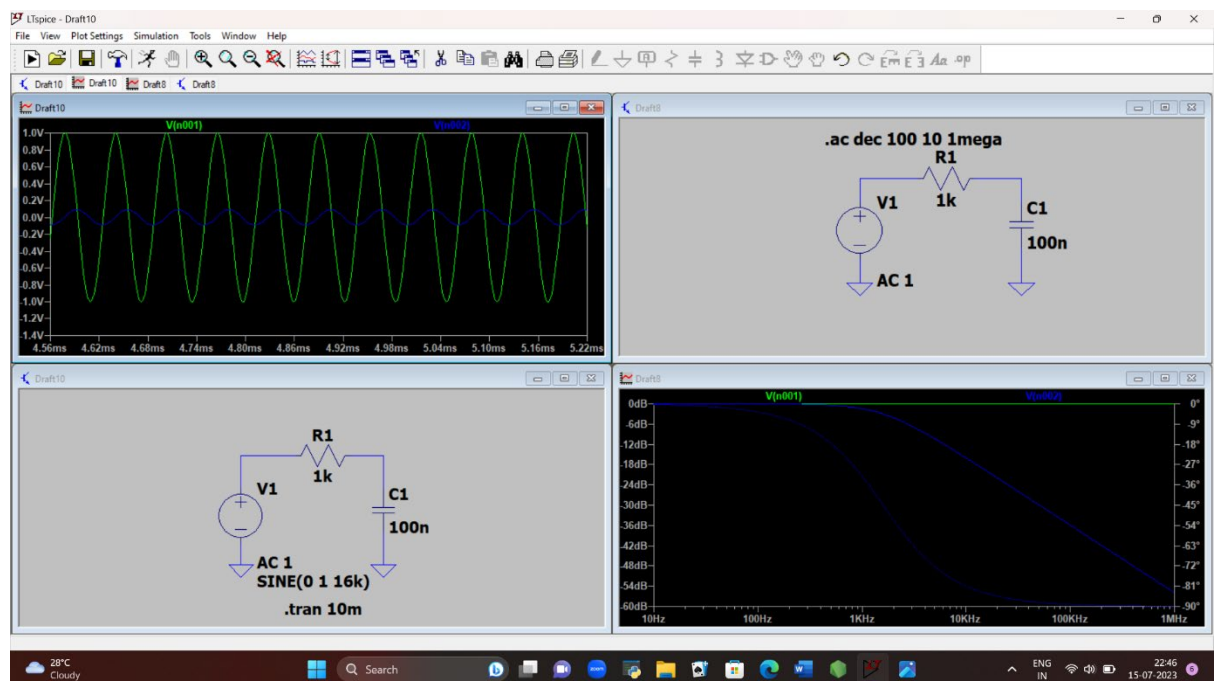 LTspice - Draft10
File View Plot Settings Simulation Tools Window Help
Aa .op
Draft10 Draft10 Draft8 Draft8
Draft10
V(n001) V(n002)
1.0V
0.8V
0.6V
0.4V
0.2V
0.0V
-0.2V
-0.4V
-0.6V
-0.8V
-1.0V
-1.2V
-1.4V
4.56ms 4.62ms 4.68ms 4.74ms 4.80ms 4.86ms 4.92ms 4.98ms 5.04ms 5.10ms 5.16ms 5.22ms
Draft8
.ac dec 100 10 1mega
R1
1k
V1
C1
100n
AC 1
Draft10
R1
1k
V1
C1
100n
AC 1
SINE(0 1 16k)
.tran 10m
Draft8
V(n001) V(n002)
0dB 0°
-6dB -9°
-12dB -18°
-18dB -27°
-24dB -36°
-30dB -45°
-36dB -54°
-42dB -63°
-48dB -72°
-54dB -81°
-60dB -90°
10Hz 100Hz 1KHz 10KHz 100KHz 1MHz
28°C
Cloudy
Search
zoom
ENG
IN
22:46
15-07-2023
6